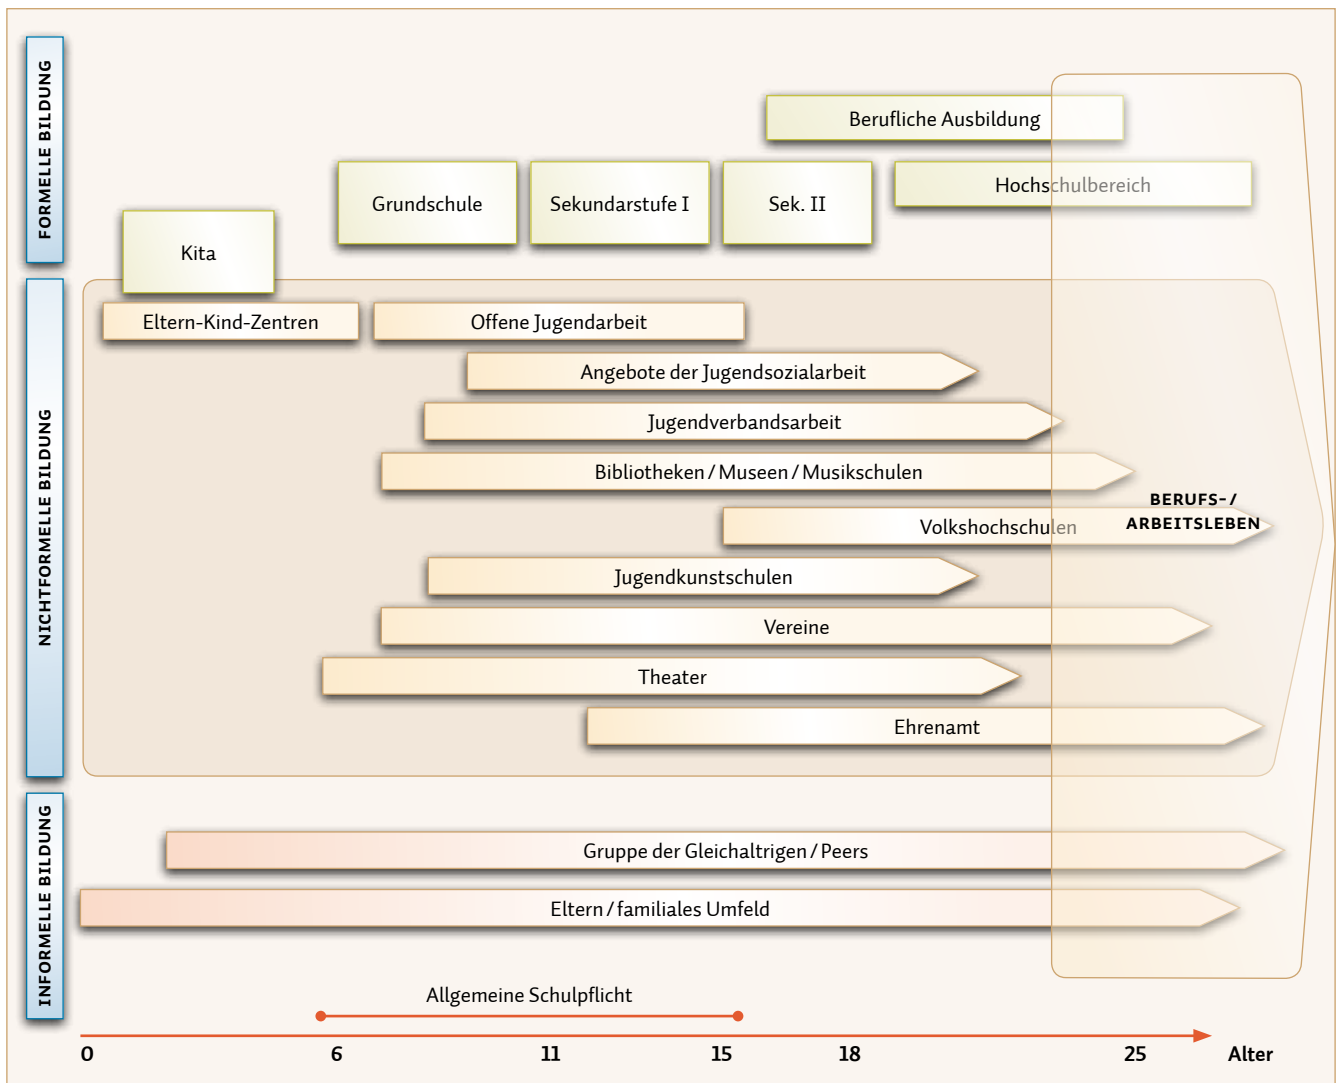 FORMELLE BILDUNG
Berufliche Ausbildung
Grundschule
Sekundarstufe I
Sek. II
Hochschulbereich
Kita
NICHTFORMELLE BILDUNG
Eltern-Kind-Zentren
Offene Jugendarbeit
Angebote der Jugendsozialarbeit
Jugendverbandsarbeit
Bibliotheken / Museen / Musikschulen
BERUFS- /
ARBEITSLEBEN
Volkshochschulen
Jugendkunstschulen
Vereine
Theater
Ehrenamt
INFORMELLE BILDUNG
Gruppe der Gleichaltrigen / Peers
Eltern / familiales Umfeld
Allgemeine Schulpflicht
0 6 11 15 18 25 Alter